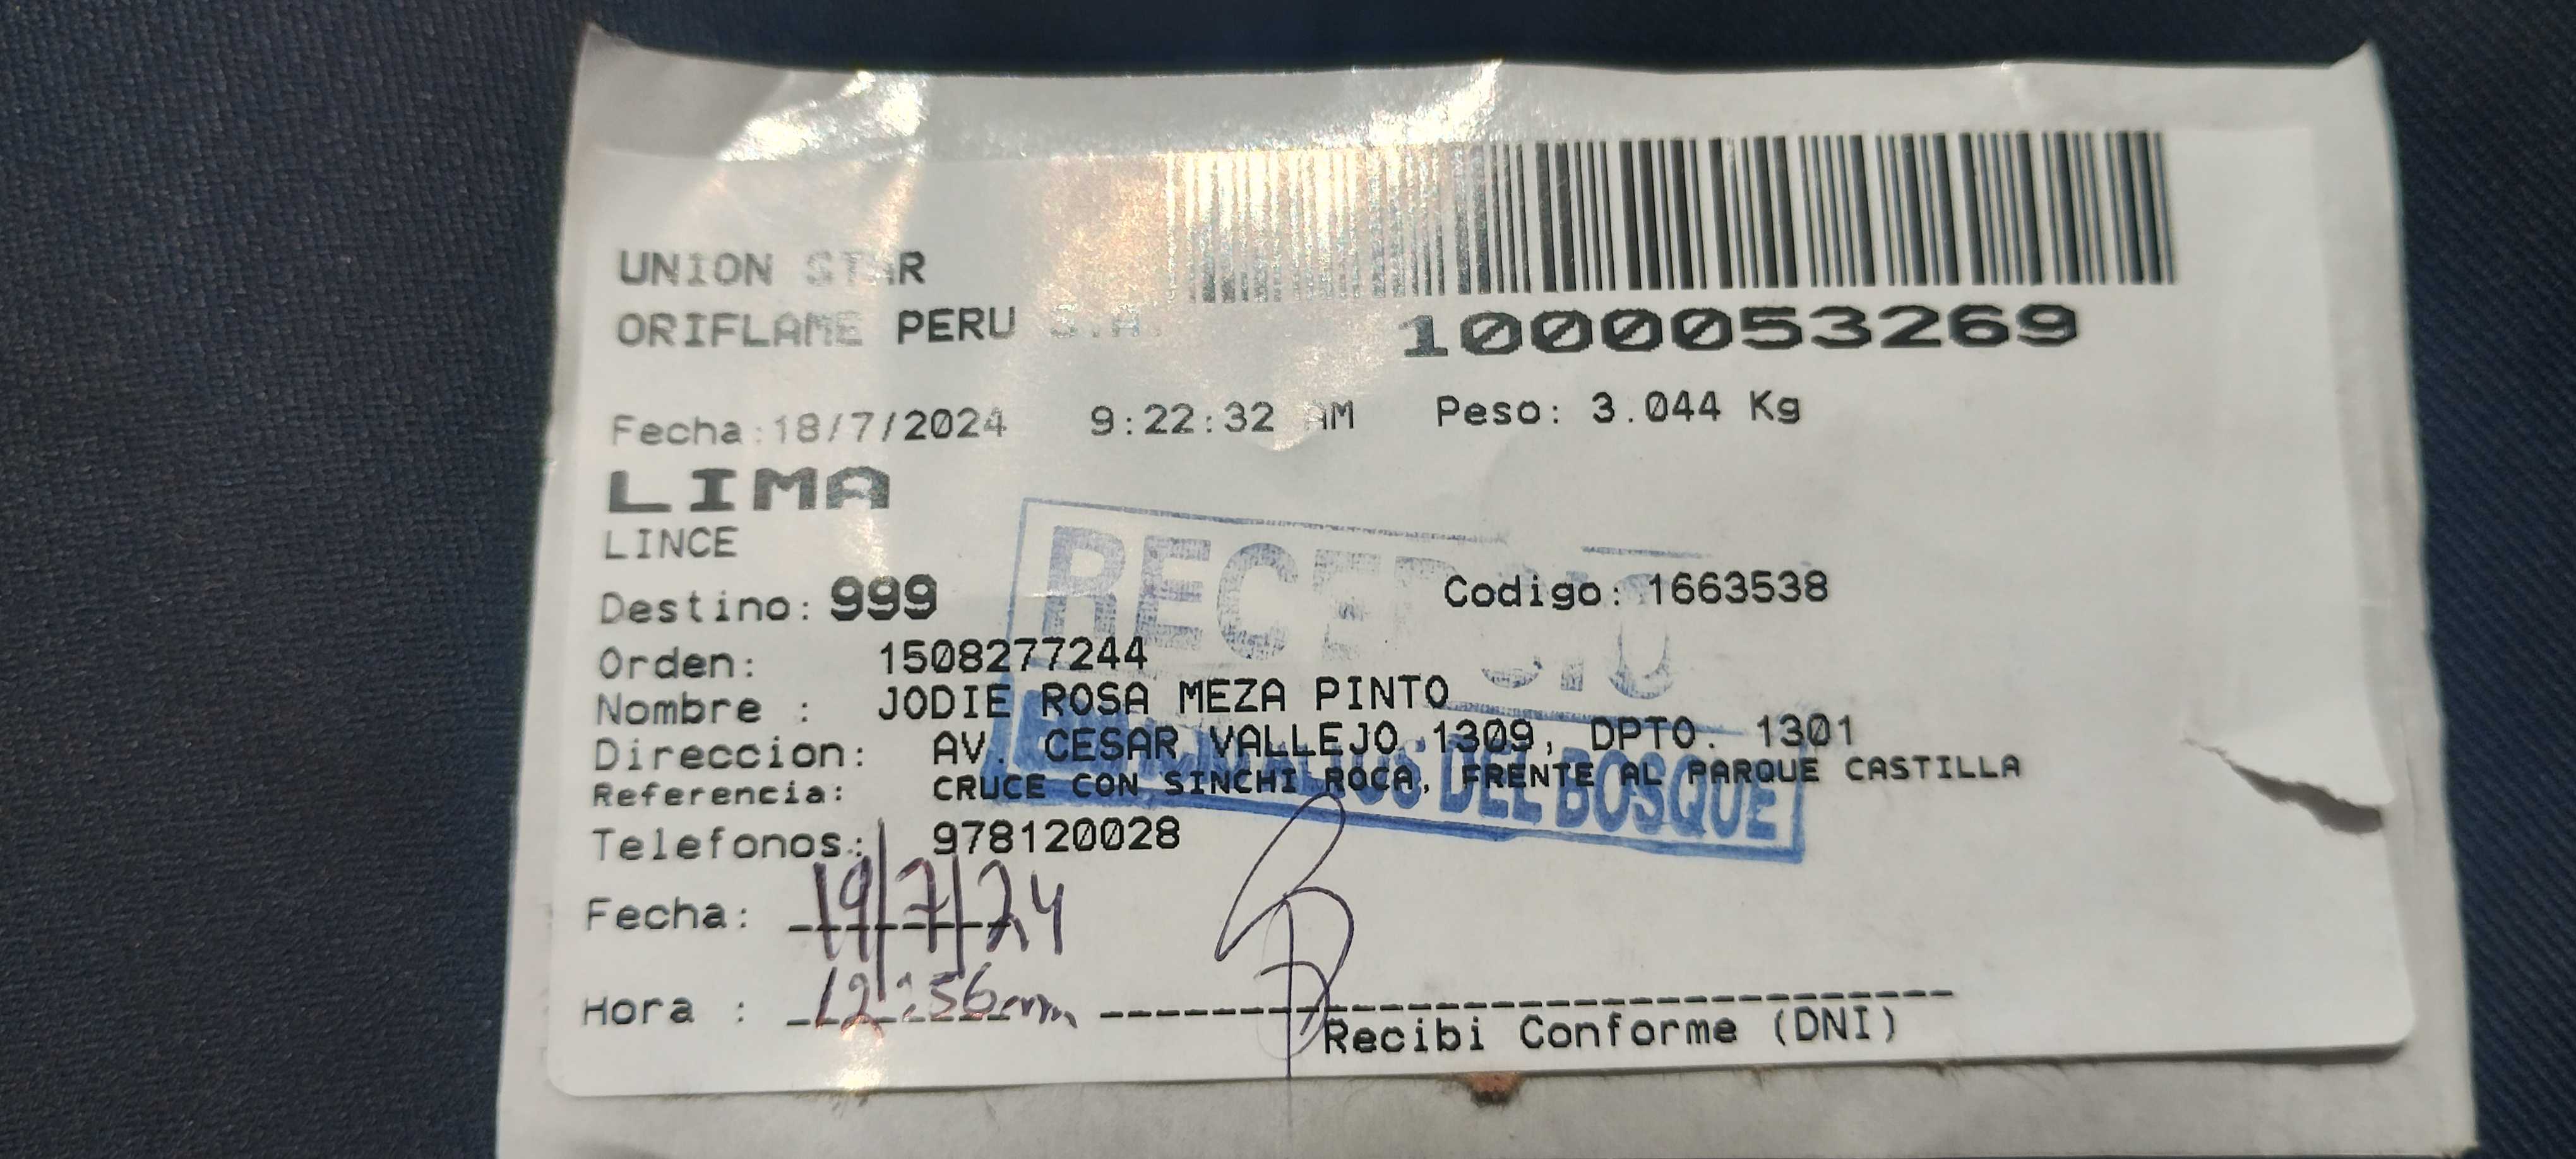 UNION STAR
ORIFLAME PERU S.A.
1000053269
Fecha:18/7/2024 9:22:32 AM Peso: 3.044 Kg
LIMA
LINCE
RECIBIDO
Destino: 999 Codigo: 1663538
Orden: 1508277244
Nombre : JODIE ROSA MEZA PINTO
Direccion: AV. CESAR VALLEJO 1309, DPTO. 1301
Referencia: CRUCE CON SINCHI ROCA, FRENTE AL PARQUE CASTILLA
DEL BOSQUE
Telefonos: 978120028
Fecha: 19/7/24
Hora : 12:56
Recibi Conforme (DNI)